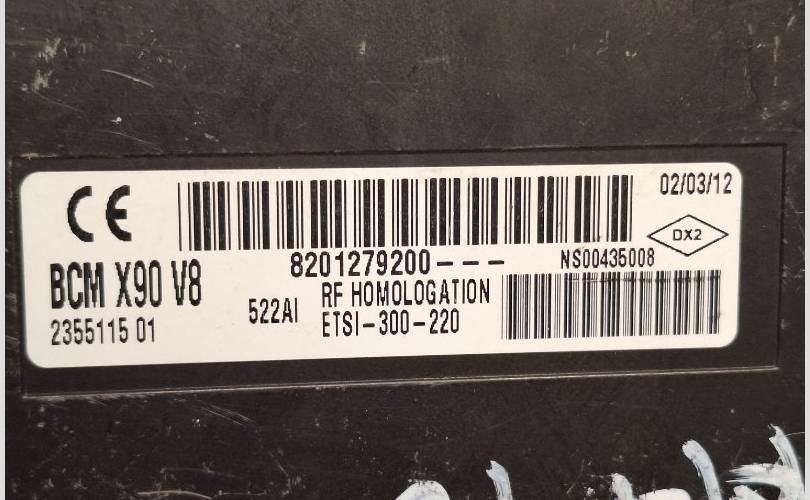 CE
02/03/12
DX2
8201279200---
NS00435008
BCM X90 V8
2355115 01
522AI
RF HOMOLOGATION
ETSI-300-220